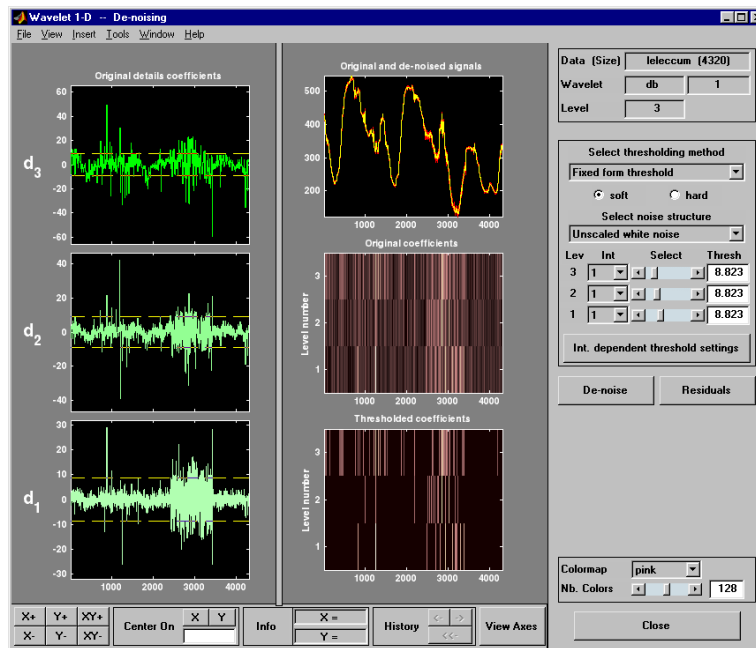 Wavelet 1-D -- De-noising
File View Insert Tools Window Help
Original details coefficients
60
40
20
0
-20
-40
-60
d3
40
20
0
-20
-40
d2
30
20
10
0
-10
-20
-30
d1
1000 2000 3000 4000
Original and de-noised signals
500
400
300
200
1000 2000 3000 4000
Original coefficients
Level number
3
2
1
1000 2000 3000 4000
Thresholded coefficients
Level number
3
2
1
1000 2000 3000 4000
Data (Size) leleccum (4320)
Wavelet db 1
Level 3
Select thresholding method
Fixed form threshold
soft hard
Select noise structure
Unscaled white noise
Lev Int Select Thresh
3 1 8.823
2 1 8.823
1 1 8.823
Int. dependent threshold settings
De-noise Residuals
Colormap pink
Nb. Colors 128
Close
X+ Y+ XY+
X- Y- XY-
Center On X Y
Info X =
Y =
History <- ->
<<-
View Axes